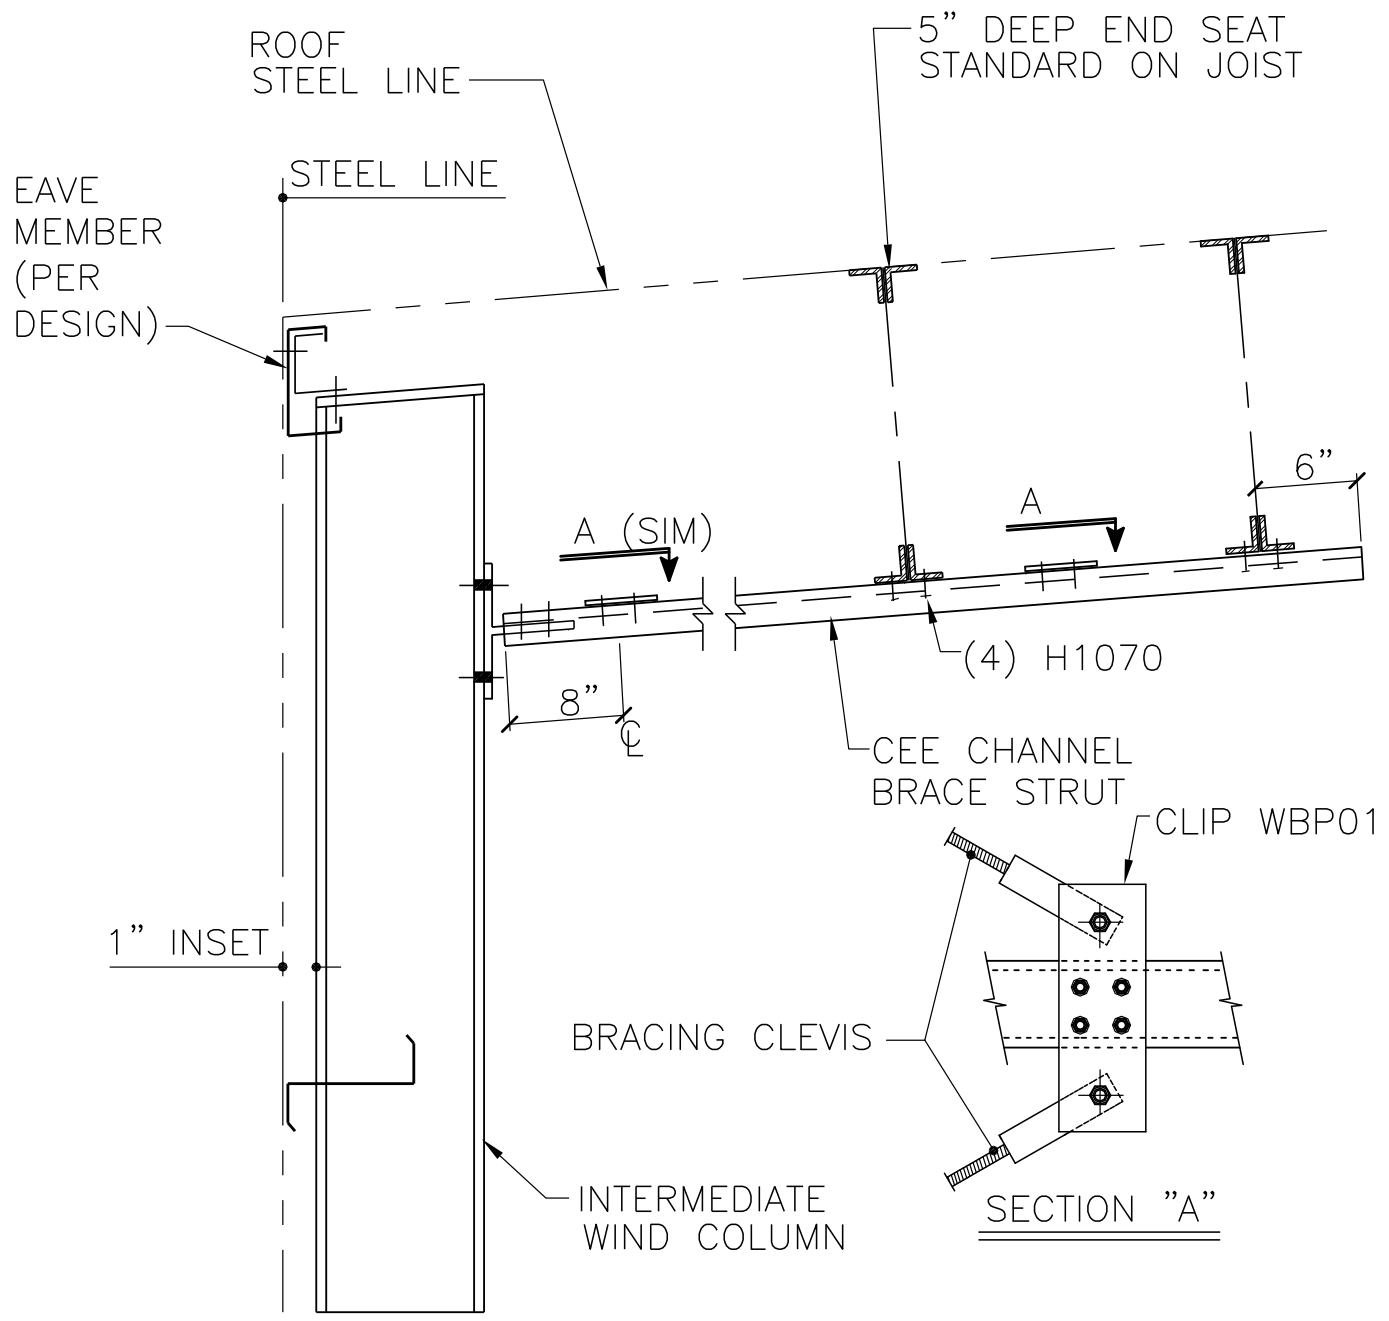 ROOF
STEEL LINE
5” DEEP END SEAT
STANDARD ON JOIST
STEEL LINE
EAVE
MEMBER
(PER
DESIGN)
6”
A (SIM)
A
(4) H1070
8”
CL
CEE CHANNEL
BRACE STRUT
CLIP WBP01
1” INSET
BRACING CLEVIS
INTERMEDIATE
WIND COLUMN
SECTION ”A”